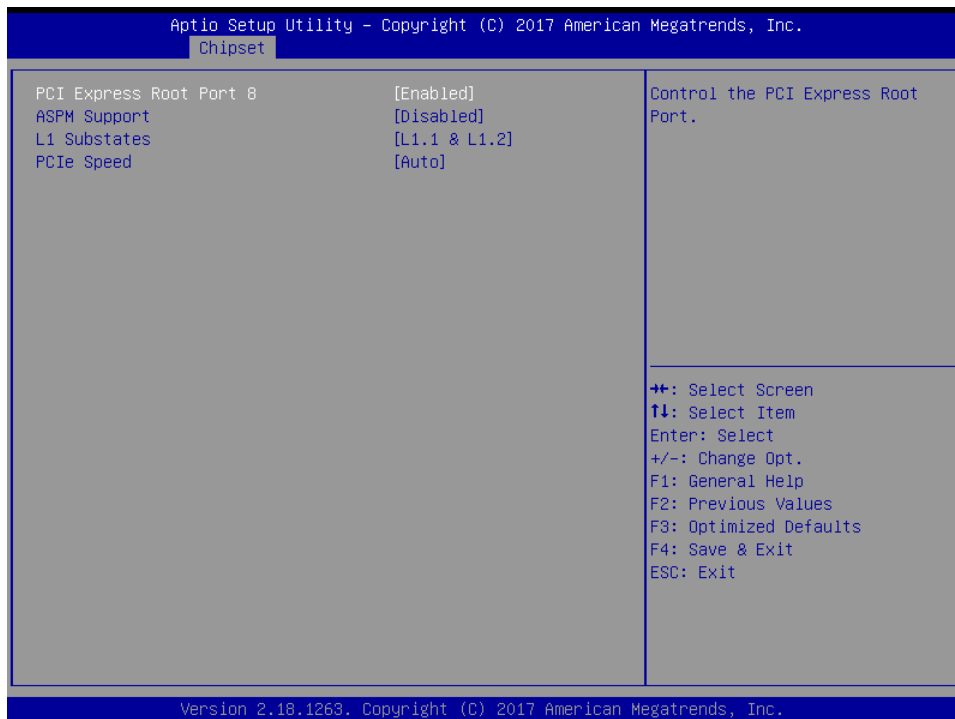 Aptio Setup Utility – Copyright (C) 2017 American Megatrends, Inc.
Chipset
PCI Express Root Port 8 [Enabled]
ASPM Support [Disabled]
L1 Substates [L1.1 & L1.2]
PCIe Speed [Auto]
Control the PCI Express Root
Port.
→←: Select Screen
↑↓: Select Item
Enter: Select
+/-: Change Opt.
F1: General Help
F2: Previous Values
F3: Optimized Defaults
F4: Save & Exit
ESC: Exit
Version 2.18.1263. Copyright (C) 2017 American Megatrends, Inc.